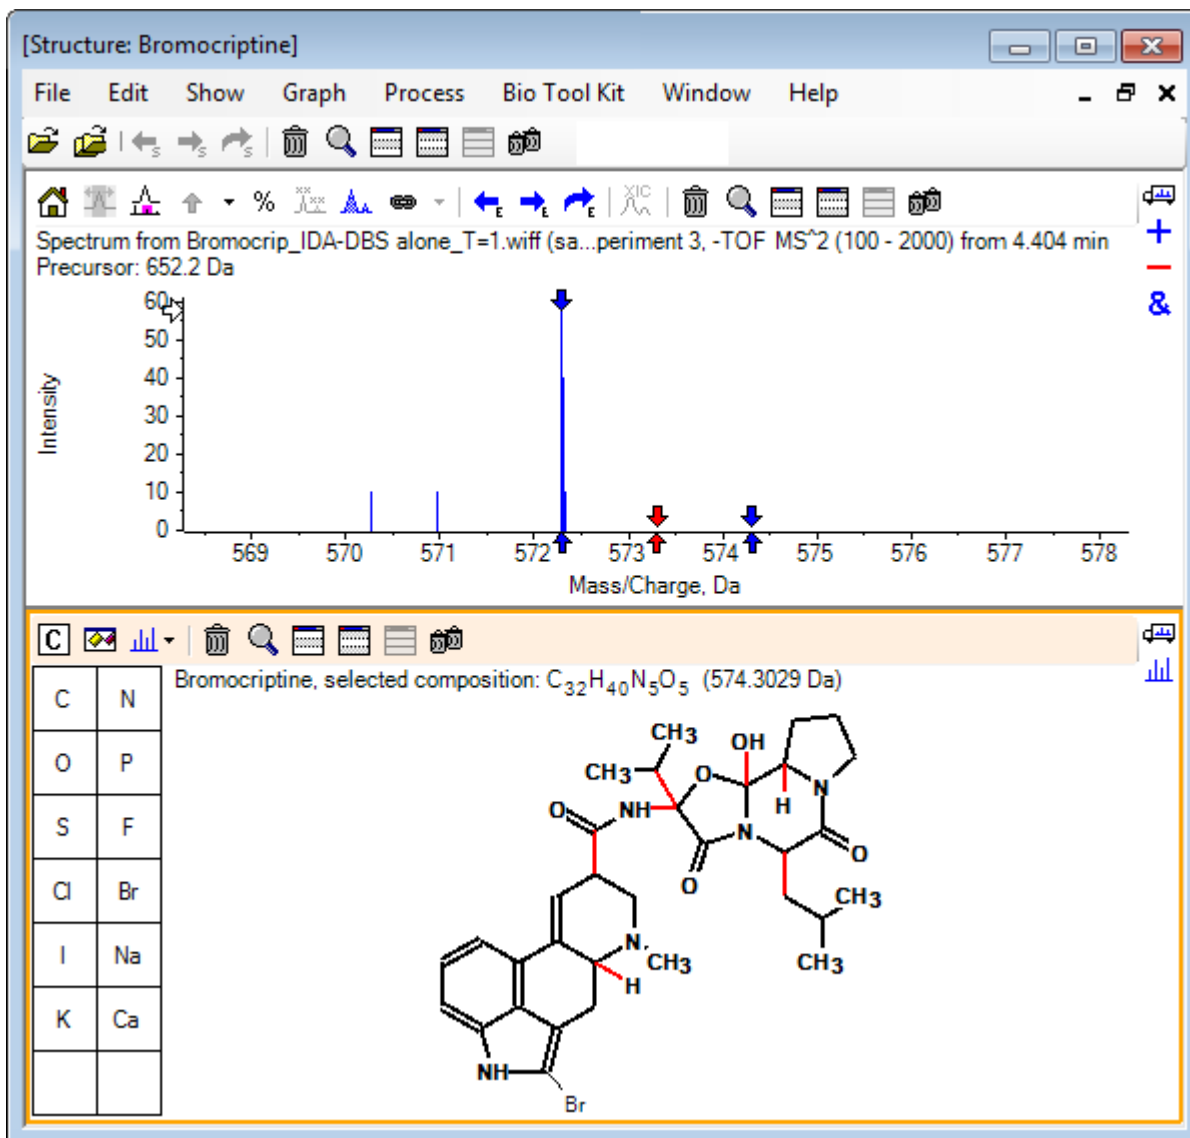 [Structure: Bromocriptine]
File Edit Show Graph Process Bio Tool Kit Window Help
S S S
% xx xx E E E XIC
Spectrum from Bromocrip_IDA-DBS alone_T=1.wiff (sa...periment 3, -TOF MS^2 (100 - 2000) from 4.404 min
Precursor: 652.2 Da
+
&
60
50
40
30
20
10
0
Intensity
569 570 571 572 573 574 575 576 577 578
Mass/Charge, Da
C
Bromocriptine, selected composition: C32H40N5O5 (574.3029 Da)
C N
O P
S F
Cl Br
I Na
K Ca
CH3
OH
CH3
O
H
N
O
NH
N
O
O
CH3
CH3
N
CH3
H
NH
Br